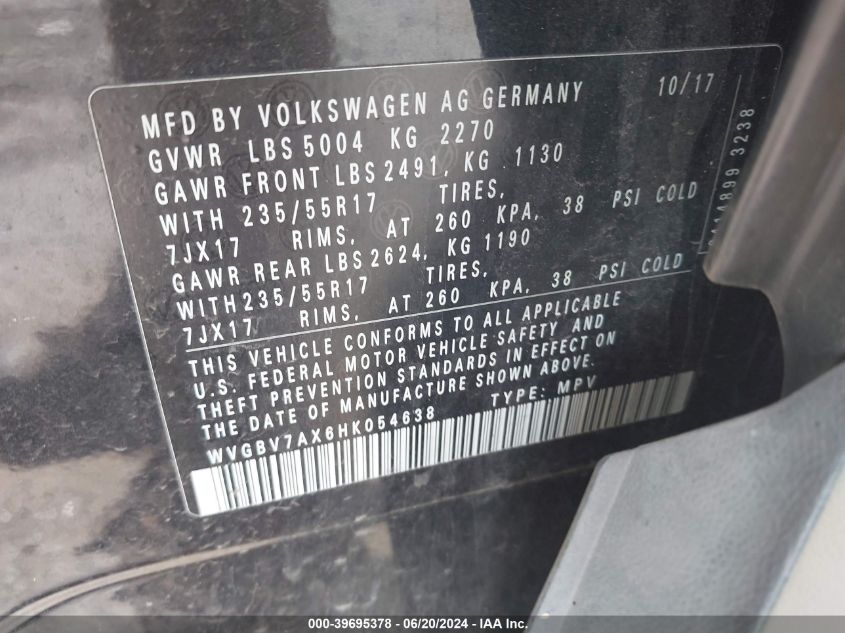 MFD BY VOLKSWAGEN AG GERMANY 10/17
GVWR LBS 5004 KG 2270
GAWR FRONT LBS 2491, KG 1130
WITH 235/55R17 TIRES,
7JX17 RIMS, AT 260 KPA, 38 PSI COLD
GAWR REAR LBS 2624, KG 1190
WITH 235/55R17 TIRES,
7JX17 RIMS, AT 260 KPA, 38 PSI COLD
THIS VEHICLE CONFORMS TO ALL APPLICABLE
U.S. FEDERAL MOTOR VEHICLE SAFETY AND
THEFT PREVENTION STANDARDS IN EFFECT ON
THE DATE OF MANUFACTURE SHOWN ABOVE.
WVGBV7AX6HK054638 TYPE: MPV
3238
000-39695378 - 06/20/2024 - IAA Inc.